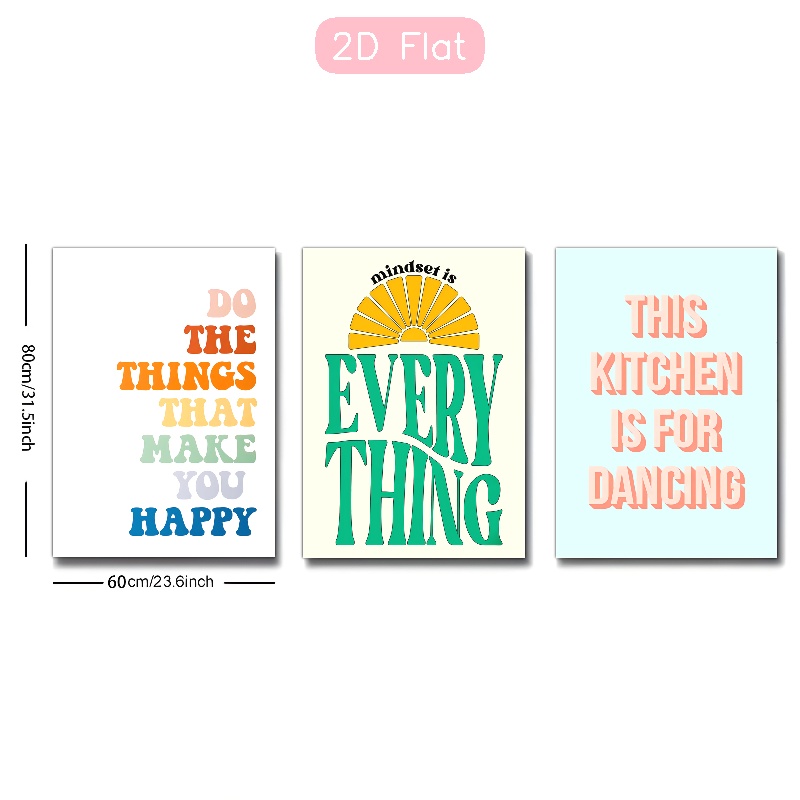 2D Flat
80cm/31.5inch
DO
THE
THINGS
THAT
MAKE
YOU
HAPPY
60cm/23.6inch
mindset is
EVERY
THING
THIS
KITCHEN
IS FOR
DANCING